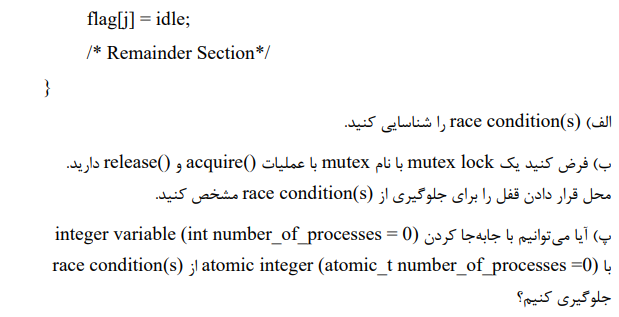 flag[j] = idle;
/* Remainder Section*/
}
الف) race condition(s) را شناسایی کنید.
ب) فرض کنید یک mutex lock با نام mutex با عملیات acquire() و release() دارید.
محل قرار دادن قفل را برای جلوگیری از race condition(s) مشخص کنید.
پ) آیا می‌توانیم با جابه‌جا کردن integer variable (int number_of_processes = 0)
با atomic integer (atomic_t number_of_processes =0) از race condition(s)
جلوگیری کنیم؟